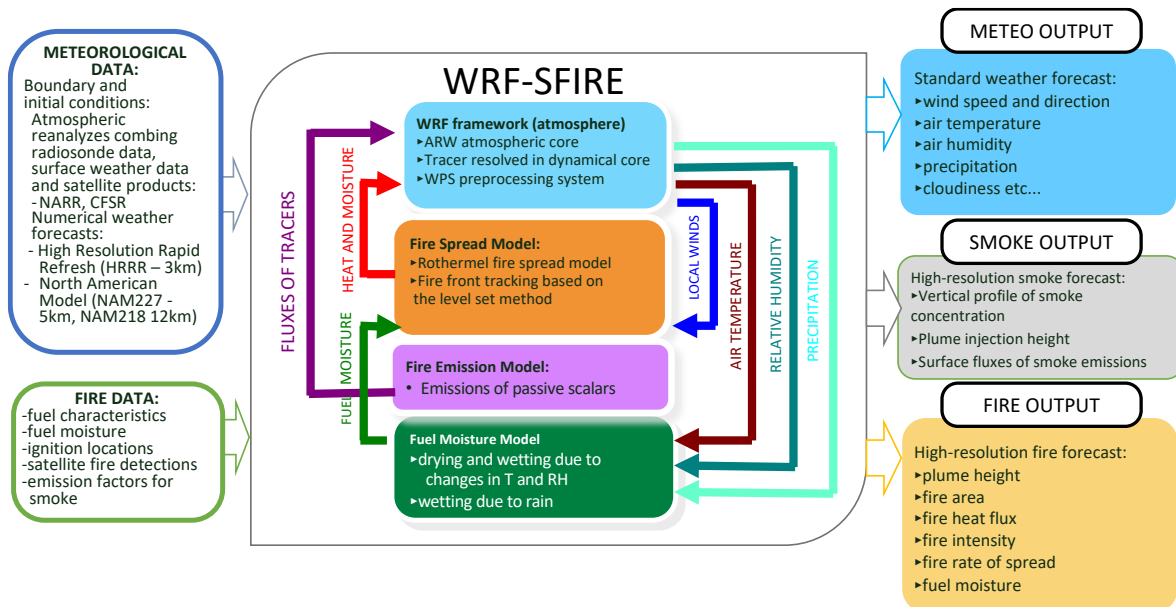 METEOROLOGICAL
DATA:
Boundary and
initial conditions:
Atmospheric
reanalyzes combing
radiosonde data,
surface weather data
and satellite products:
- NARR, CFSR
Numerical weather
forecasts:
- High Resolution Rapid
Refresh (HRRR – 3km)
- North American
Model (NAM227 -
5km, NAM218 12km)
FIRE DATA:
-fuel characteristics
-fuel moisture
-ignition locations
-satellite fire detections
-emission factors for
smoke
WRF-SFIRE
FLUXES OF TRACERS
HEAT AND MOISTURE
FUEL MOISTURE
WRF framework (atmosphere)
▸ARW atmospheric core
▸Tracer resolved in dynamical core
▸WPS preprocessing system
Fire Spread Model:
▸Rothermel fire spread model
▸Fire front tracking based on
the level set method
Fire Emission Model:
• Emissions of passive scalars
Fuel Moisture Model
▸drying and wetting due to
changes in T and RH
▸wetting due to rain
LOCAL WINDS
AIR TEMPERATURE
RELATIVE HUMIDITY
PRECIPITATION
METEO OUTPUT
Standard weather forecast:
▸wind speed and direction
▸air temperature
▸air humidity
▸precipitation
▸cloudiness etc...
SMOKE OUTPUT
High-resolution smoke forecast:
▸Vertical profile of smoke
concentration
▸Plume injection height
▸Surface fluxes of smoke emissions
FIRE OUTPUT
High-resolution fire forecast:
▸plume height
▸fire area
▸fire heat flux
▸fire intensity
▸fire rate of spread
▸fuel moisture